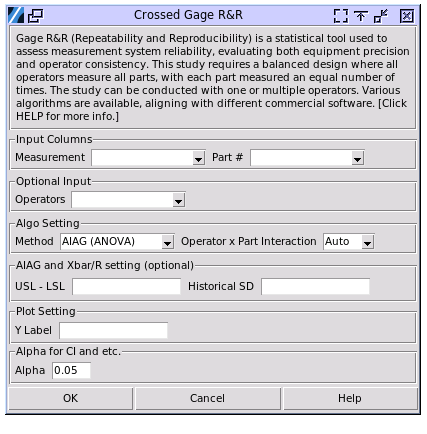 Crossed Gage R&R
Gage R&R (Repeatability and Reproducibility) is a statistical tool used to
assess measurement system reliability, evaluating both equipment precision
and operator consistency. This study requires a balanced design where all
operators measure all parts, with each part measured an equal number of
times. The study can be conducted with one or multiple operators. Various
algorithms are available, aligning with different commercial software. [Click
HELP for more info.]
Input Columns
Measurement Part #
Optional Input
Operators
Algo Setting
Method AIAG (ANOVA) Operator x Part Interaction Auto
AIAG and Xbar/R setting (optional)
USL - LSL Historical SD
Plot Setting
Y Label
Alpha for CI and etc.
Alpha 0.05
OK Cancel Help